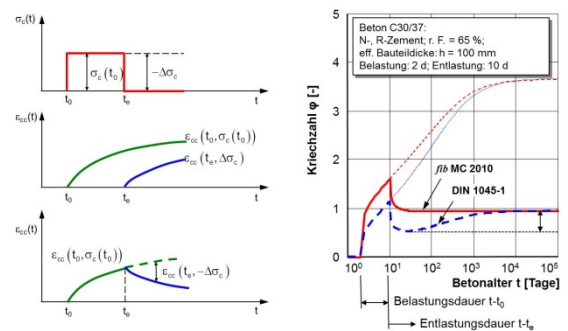 σc(t)
σc(t0)
−Δσc
t0
te
t
εcc(t)
εcc(t0,σc(t0))
εcc(te,Δσc)
t0
te
t
εcc(t)
εcc(t0,σc(t0))
εcc(te,−Δσc)
t0
te
t
5
4
3
2
1
0
Kriechzahl φ [-]
Beton C30/37:
N-, R-Zement; r. F. = 65 %;
eff. Bauteildicke: h = 100 mm
Belastung: 2 d; Entlastung: 10 d
fib MC 2010
DIN 1045-1
10^0 10^1 10^2 10^3 10^4 10^5
Betonalter t [Tage]
Belastungsdauer t-t0
Entlastungsdauer t-te